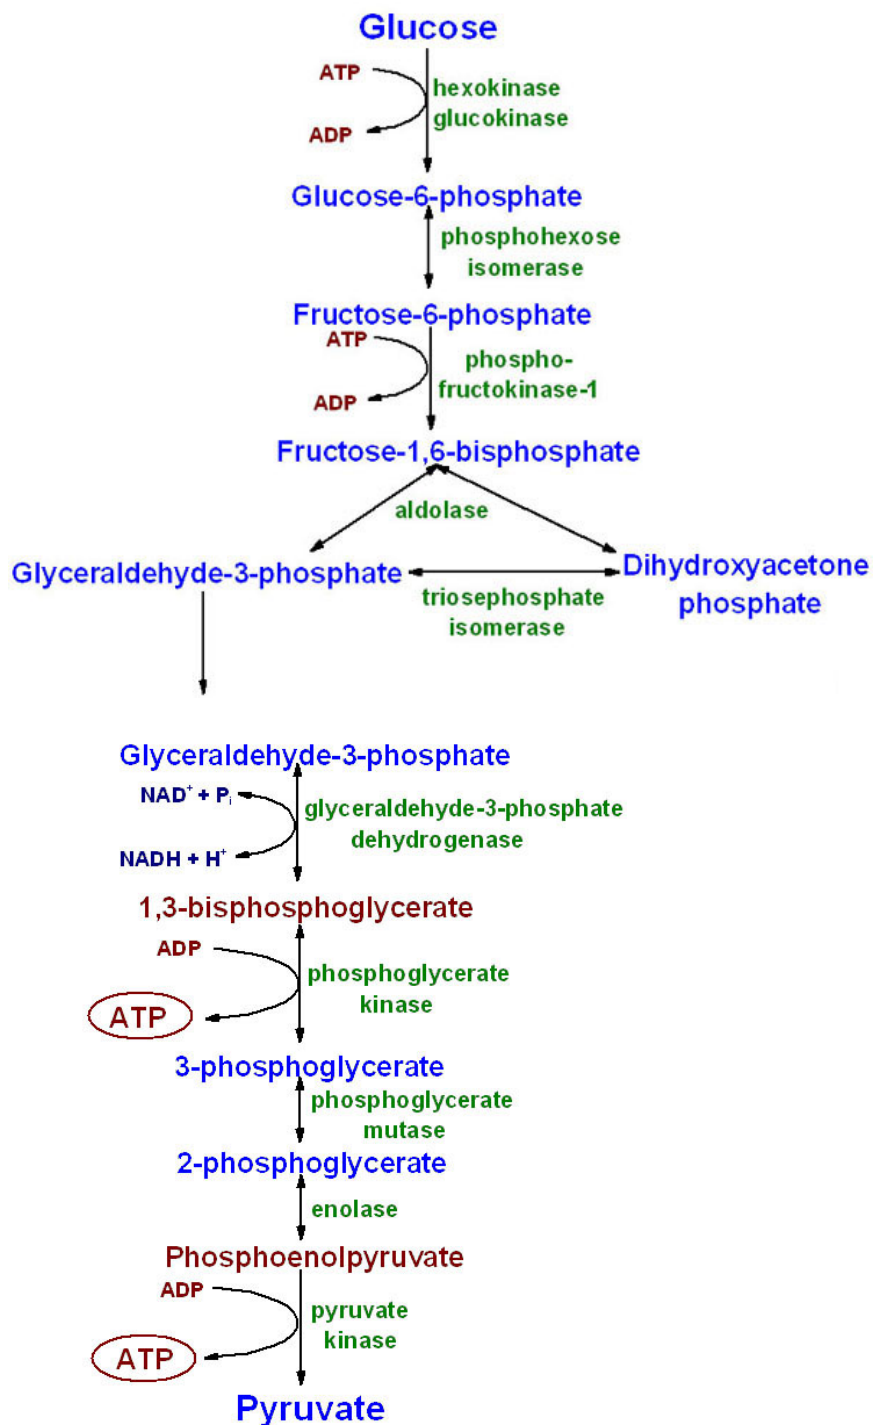 Glucose
ATP
hexokinase
glucokinase
ADP
Glucose-6-phosphate
phosphohexose
isomerase
Fructose-6-phosphate
ATP
phospho-
fructokinase-1
ADP
Fructose-1,6-bisphosphate
aldolase
Glyceraldehyde-3-phosphate
Dihydroxyacetone
phosphate
triosephosphate
isomerase
Glyceraldehyde-3-phosphate
NAD⁺ + Pᵢ
glyceraldehyde-3-phosphate
dehydrogenase
NADH + H⁺
1,3-bisphosphoglycerate
ADP
phosphoglycerate
kinase
ATP
3-phosphoglycerate
phosphoglycerate
mutase
2-phosphoglycerate
enolase
Phosphoenolpyruvate
ADP
pyruvate
kinase
ATP
Pyruvate